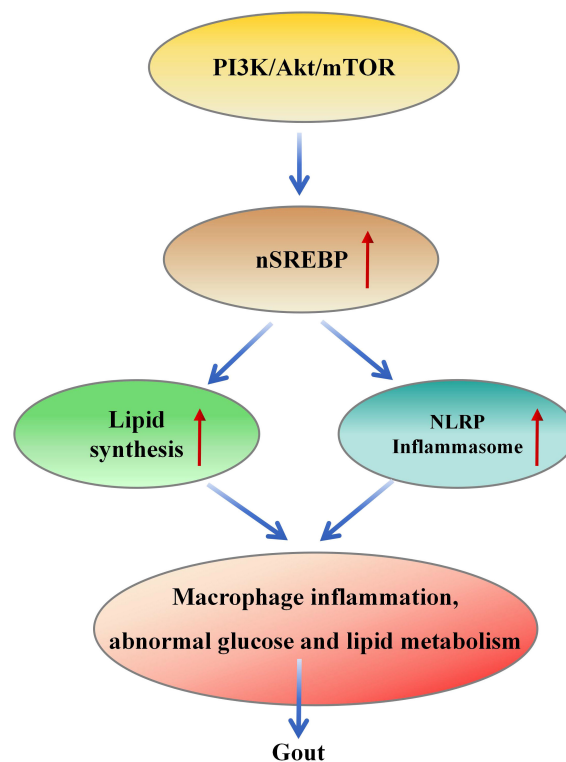 PI3K/Akt/mTOR
nSREBP
Lipid
synthesis
NLRP
Inflammasome
Macrophage inflammation,
abnormal glucose and lipid metabolism
Gout